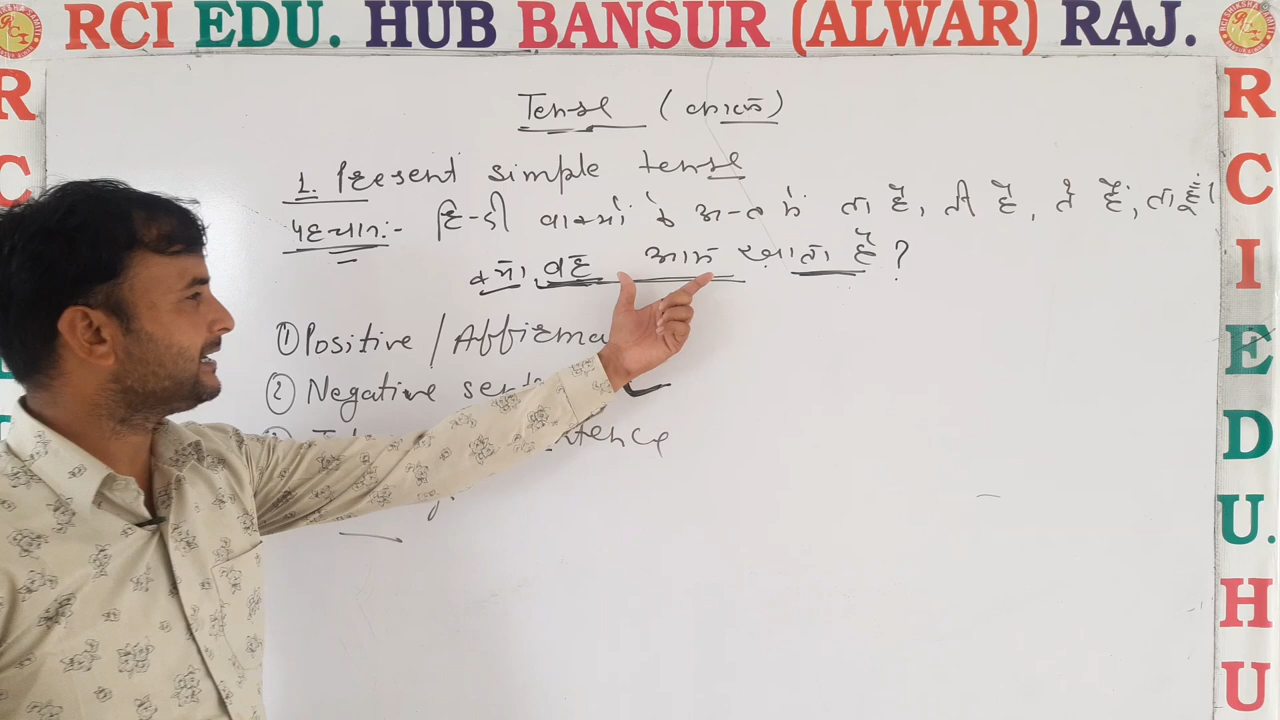 RCI EDU. HUB BANSUR (ALWAR) RAJ.
Tense (काल)
1. Present simple tense
पहचान:- हिन्दी वाक्यों के अन्त में ता है, ती है, ते हैं, ता हूँ।
क्या वह आम खाता है ?
① Positive / Affirma
② Negative sente
tence
R
C
I
E
D
U.
H
U
R
C